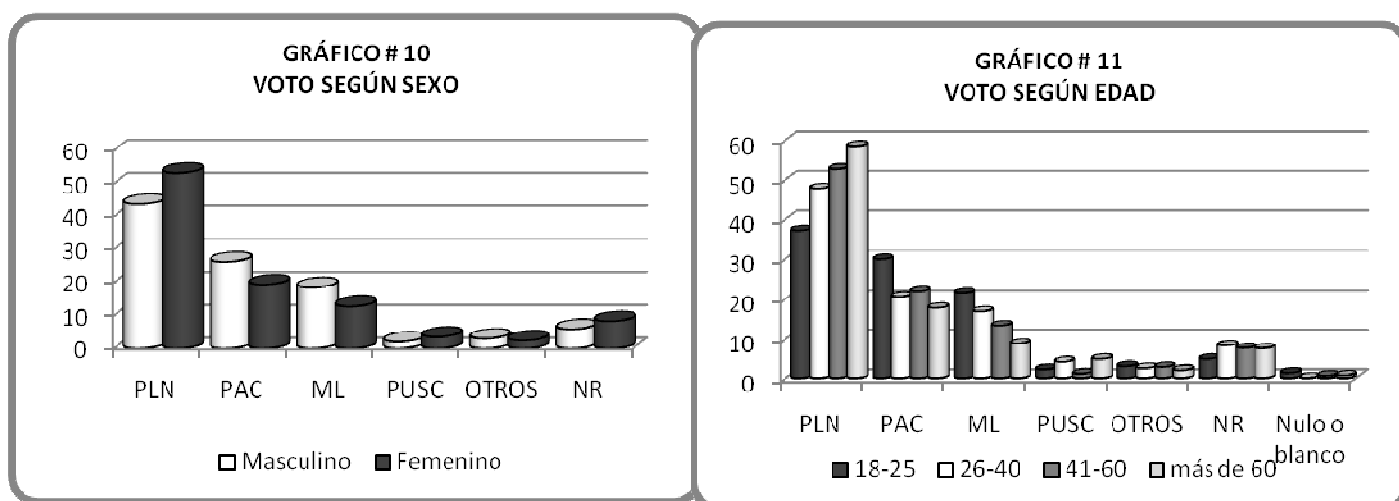 GRÁFICO # 10
VOTO SEGÚN SEXO
60
50
40
30
20
10
0
PLN PAC ML PUSC OTROS NR
Masculino Femenino
GRÁFICO # 11
VOTO SEGÚN EDAD
60
50
40
30
20
10
0
PLN PAC ML PUSC OTROS NR Nulo o
blanco
18-25 26-40 41-60 más de 60